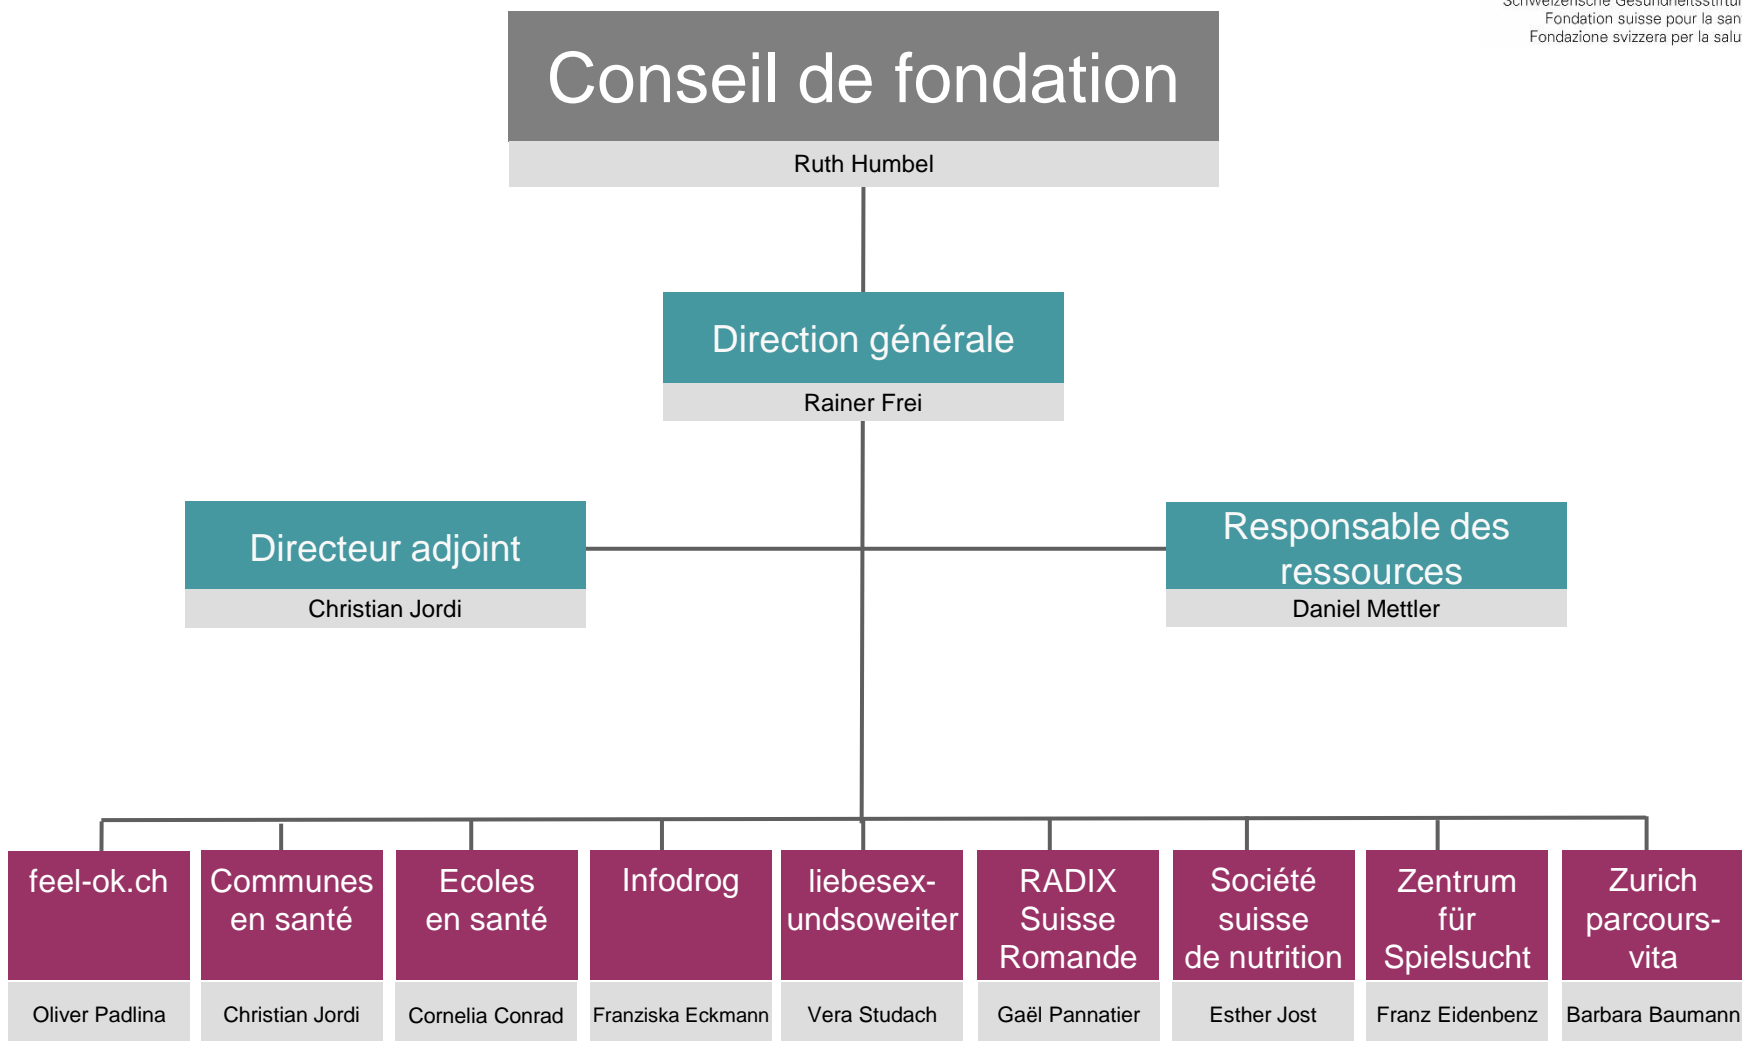 Fondation suisse pour la san
Fondazione svizzera per la salu
Conseil de fondation
Ruth Humbel
Direction générale
Rainer Frei
Directeur adjoint
Christian Jordi
Responsable des
ressources
Daniel Mettler
feel-ok.ch
Oliver Padlina
Communes
en santé
Christian Jordi
Ecoles
en santé
Cornelia Conrad
Infodrog
Franziska Eckmann
liebesex-
undsoweiter
Vera Studach
RADIX
Suisse
Romande
Gaël Pannatier
Société
suisse
de nutrition
Esther Jost
Zentrum
für
Spielsucht
Franz Eidenbenz
Zurich
parcours-
vita
Barbara Baumann